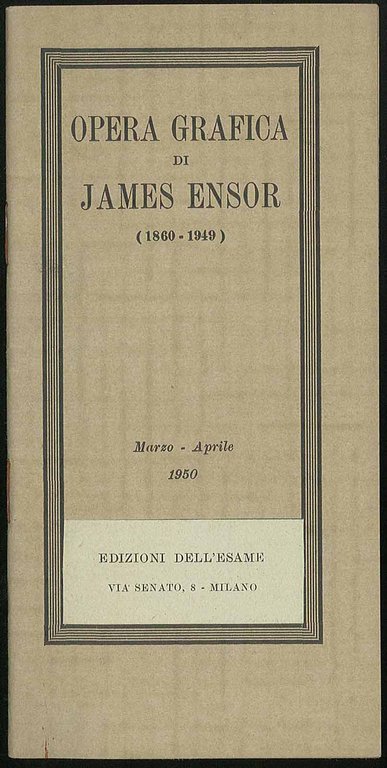 OPERA GRAFICA
DI
JAMES ENSOR
(1860-1949)
Marzo - Aprile
1950
EDIZIONI DELL'ESAME
VIA SENATO, 8 - MILANO